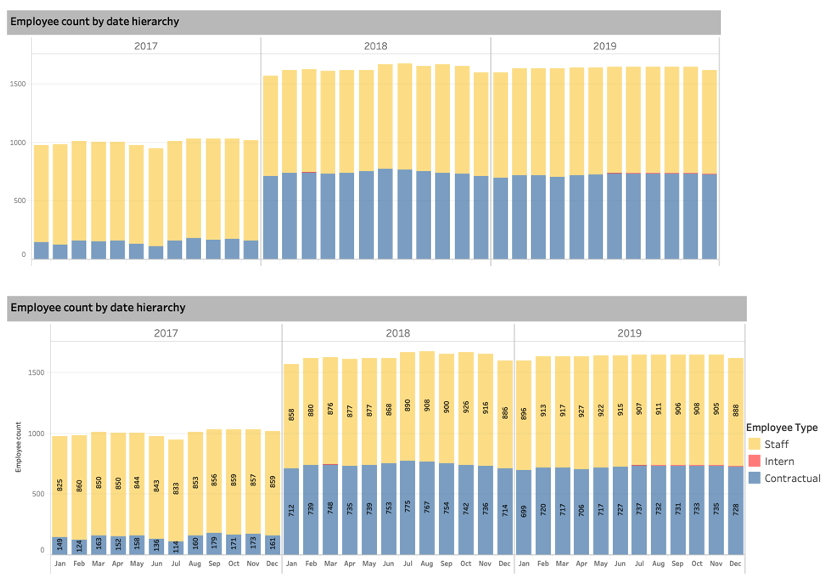 Employee count by date hierarchy
2017 2018 2019
1500
1000
500
0
Employee count by date hierarchy
2017 2018 2019
1500
1000
500
0
Employee count
825 860 850 850 844 843 833 853 856 859 857 859 858 880 876 877 877 868 890 908 900 926 916 886 896 913 917 927 922 915 907 911 906 908 905 888
149 124 163 152 158 136 114 160 179 171 173 161 712 739 748 735 739 753 775 767 754 742 736 714 699 720 717 706 717 727 737 732 731 733 735 728
Jan Feb Mar Apr May Jun Jul Aug Sep Oct Nov Dec Jan Feb Mar Apr May Jun Jul Aug Sep Oct Nov Dec Jan Feb Mar Apr May Jun Jul Aug Sep Oct Nov Dec
Employee Type
Staff
Intern
Contractual